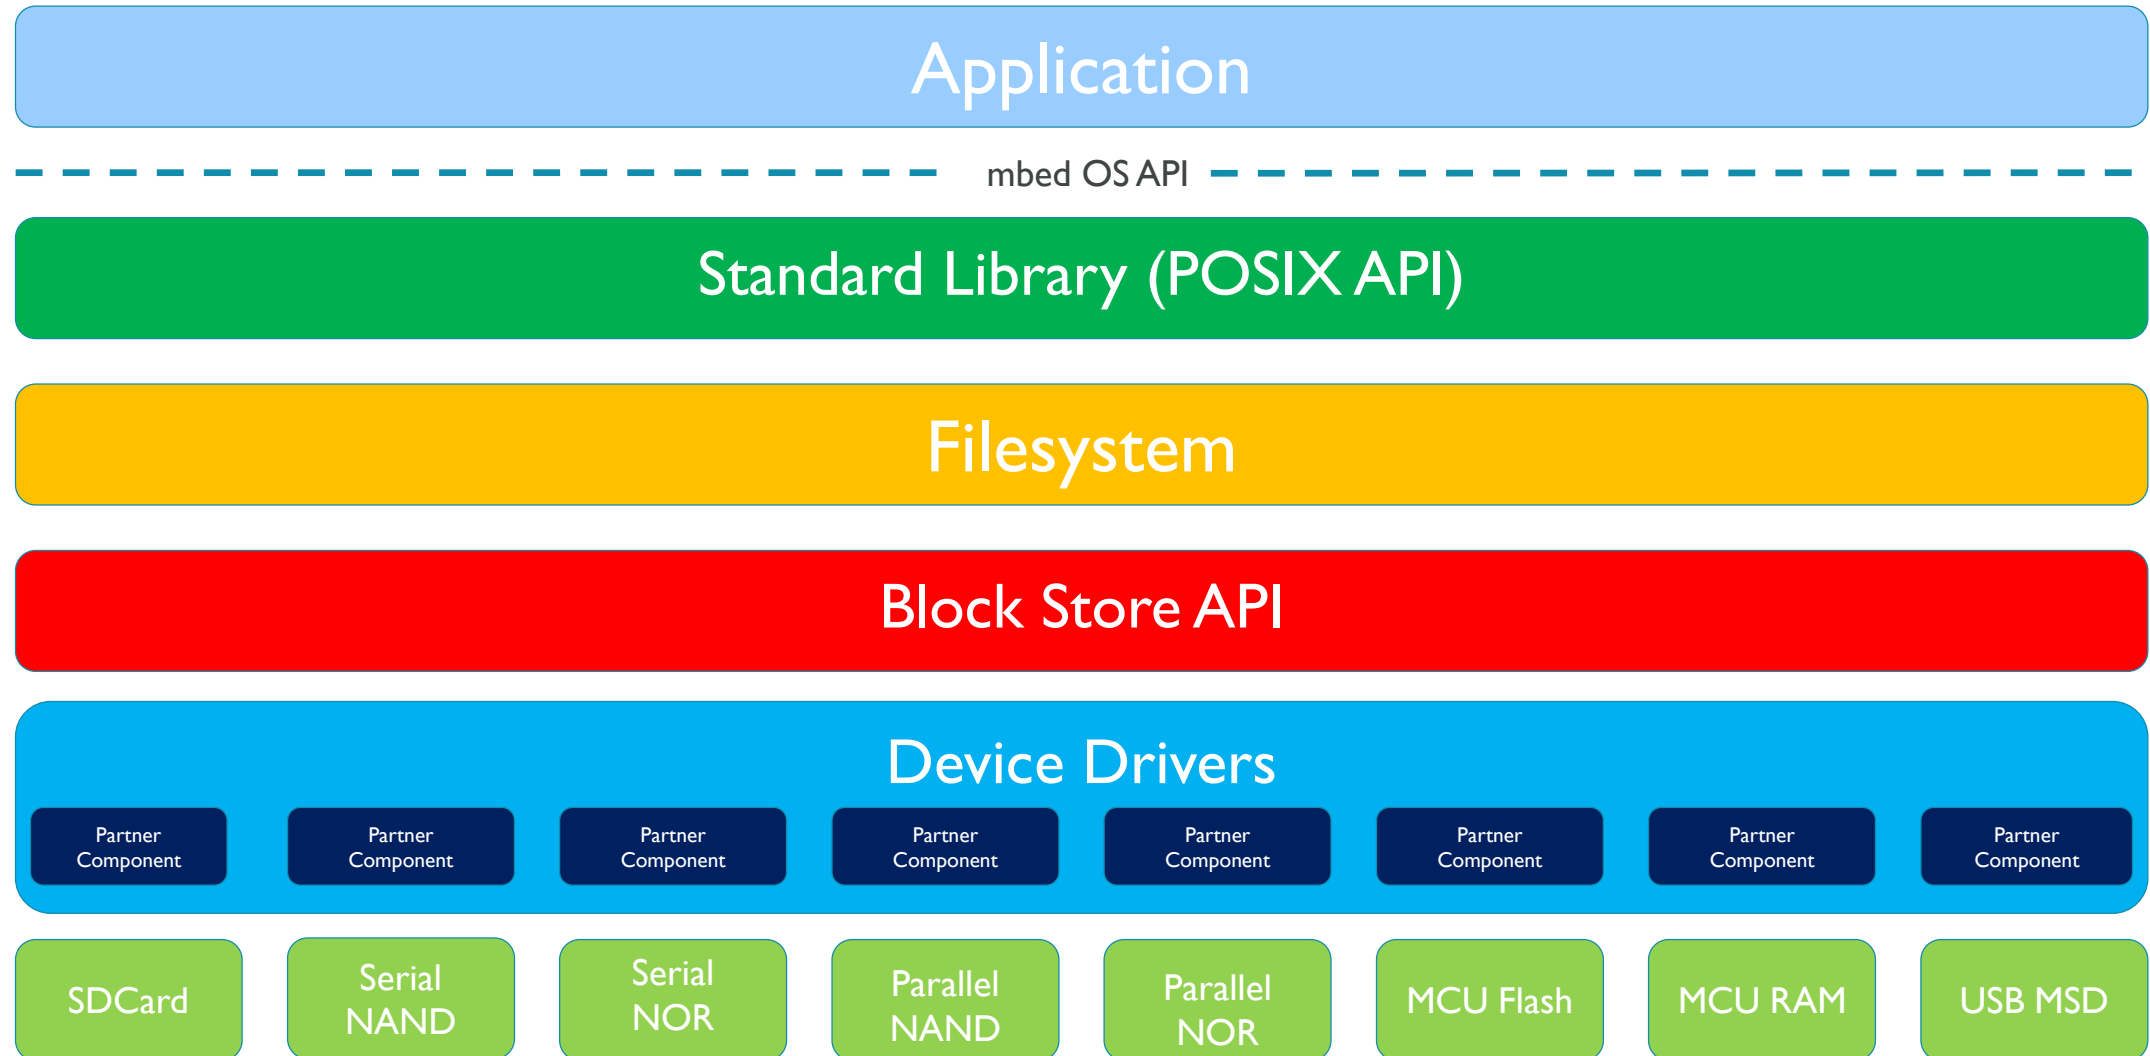 Application
mbed OS API
Standard Library (POSIX API)
Filesystem
Block Store API
Device Drivers
Partner
Component
Partner
Component
Partner
Component
Partner
Component
Partner
Component
Partner
Component
Partner
Component
Partner
Component
SDCard
Serial
NAND
Serial
NOR
Parallel
NAND
Parallel
NOR
MCU Flash
MCU RAM
USB MSD